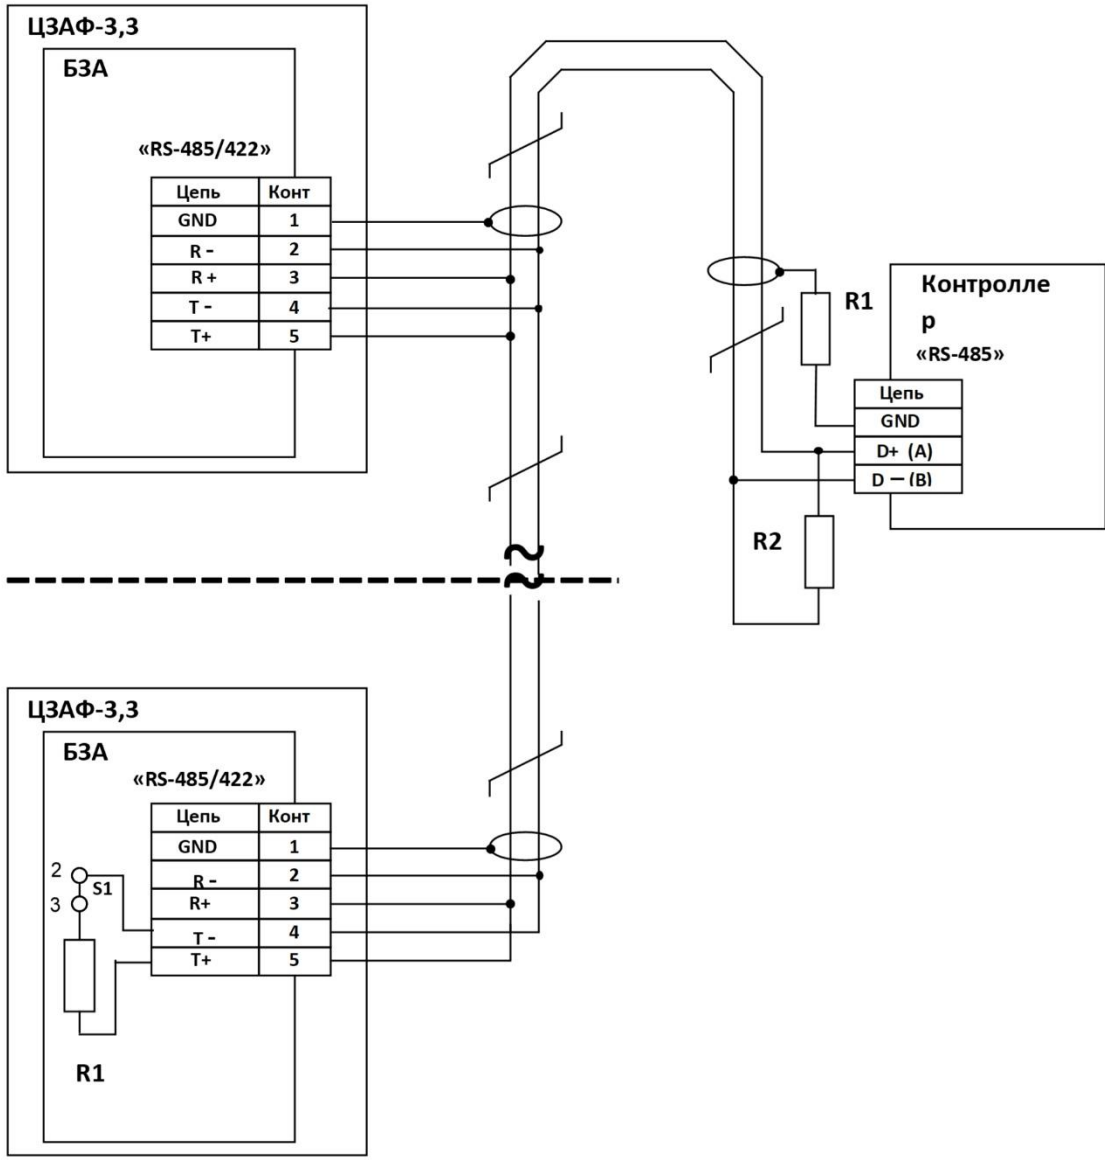 ЦЗАФ-3,3
БЗА
«RS-485/422»
Цепь Конт
GND 1
R - 2
R + 3
T - 4
T+ 5
R1
Контролле
р
«RS-485»
Цепь
GND
D+ (A)
D – (B)
R2
ЦЗАФ-3,3
БЗА
«RS-485/422»
Цепь Конт
GND 1
R - 2
R+ 3
T - 4
T+ 5
2
S1
3
R1